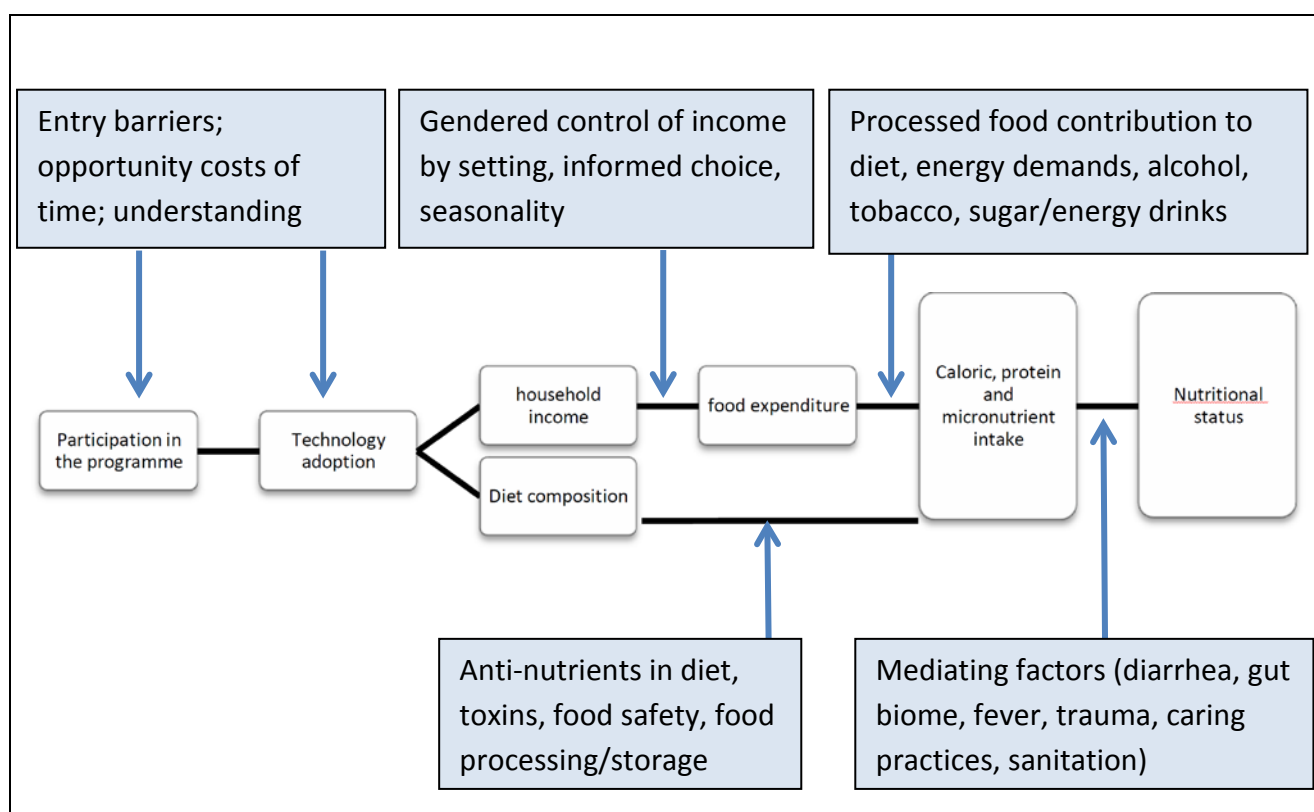 Entry barriers;
opportunity costs of
time; understanding
Gendered control of income
by setting, informed choice,
seasonality
Processed food contribution to
diet, energy demands, alcohol,
tobacco, sugar/energy drinks
Participation in
the programme
Technology
adoption
household
income
Diet composition
food expenditure
Caloric, protein
and
micronutrient
intake
Nutritional
status
Anti-nutrients in diet,
toxins, food safety, food
processing/storage
Mediating factors (diarrhea, gut
biome, fever, trauma, caring
practices, sanitation)